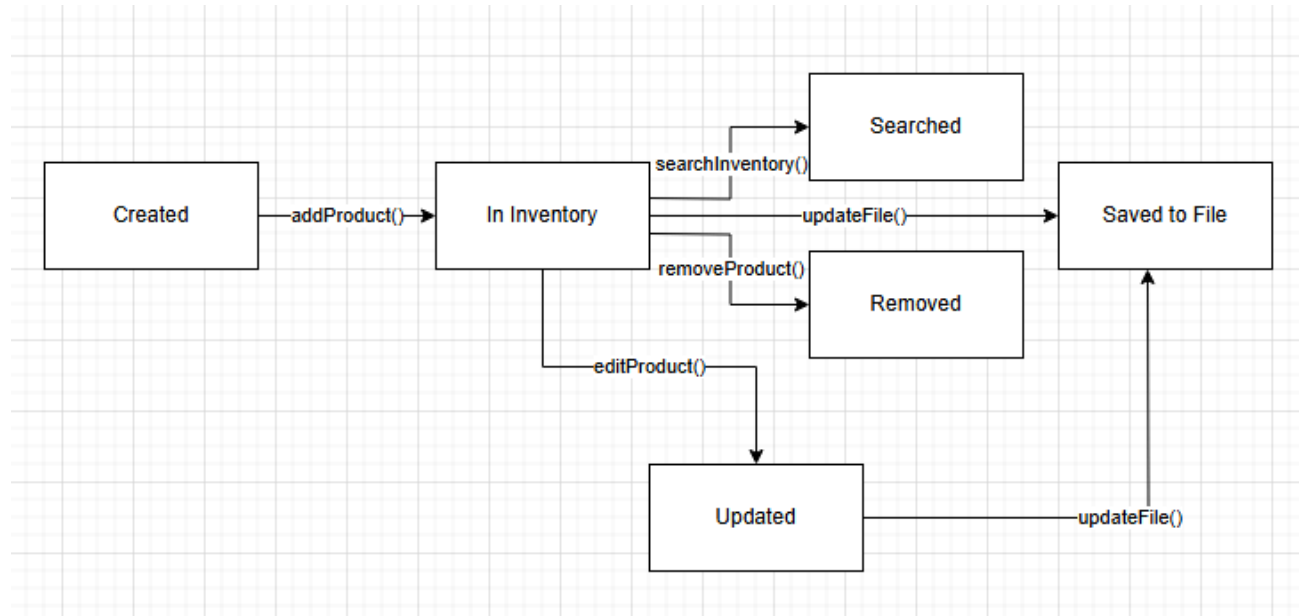 Searched
searchInventory()
Created
addProduct()
In Inventory
updateFile()
Saved to File
removeProduct()
Removed
editProduct()
Updated
updateFile()